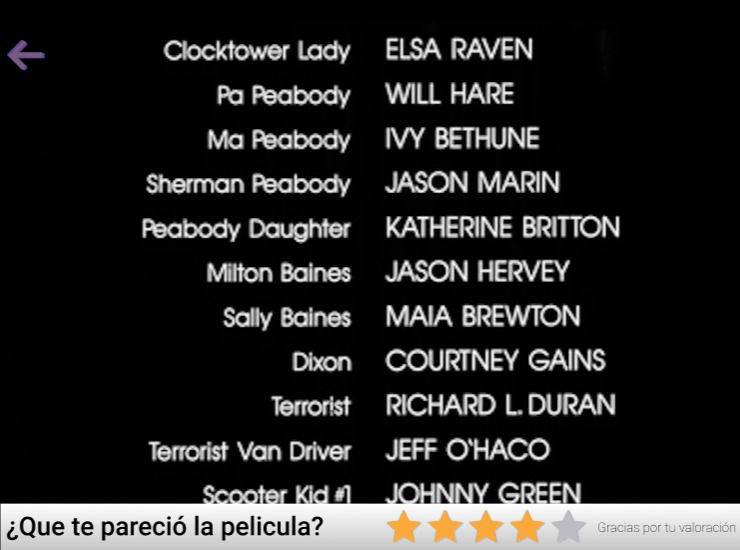 Clocktower Lady ELSA RAVEN
Pa Peabody WILL HARE
Ma Peabody IVY BETHUNE
Sherman Peabody JASON MARIN
Peabody Daughter KATHERINE BRITTON
Milton Baines JASON HERVEY
Sally Baines MAIA BREWTON
Dixon COURTNEY GAINS
Terrorist RICHARD L. DURAN
Terrorist Van Driver JEFF O'HACO
Scooter Kid #1 JOHNNY GREEN
¿Que te pareció la pelicula? Gracias por tu valoración